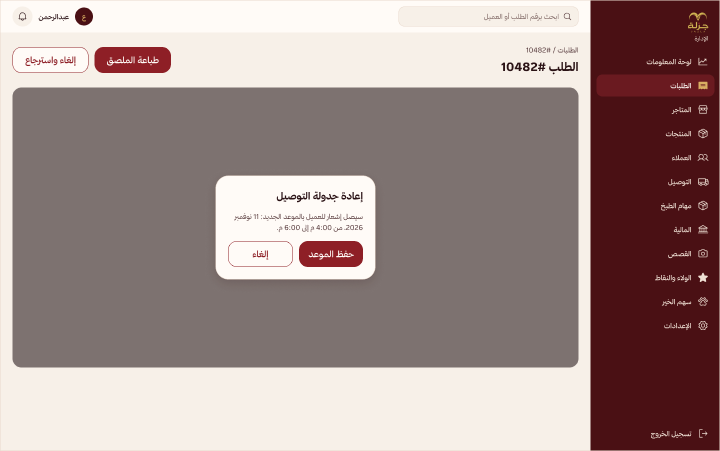 جزلة
الإدارة
لوحة المعلومات
الطلبات
المتاجر
المنتجات
العملاء
التوصيل
مهام الطبخ
المالية
القصص
الولاء والنقاط
سهم الخير
الإعدادات
تسجيل الخروج
ابحث برقم الطلب أو العميل
ع
عبدالرحمن
الطلبات / #10482
الطلب #10482
طباعة الملصق
إلغاء واسترجاع
إعادة جدولة التوصيل
سيصل إشعار للعميل بالموعد الجديد: 11 نوفمبر
2026، من 4:00 م إلى 6:00 م.
حفظ الموعد
إلغاء